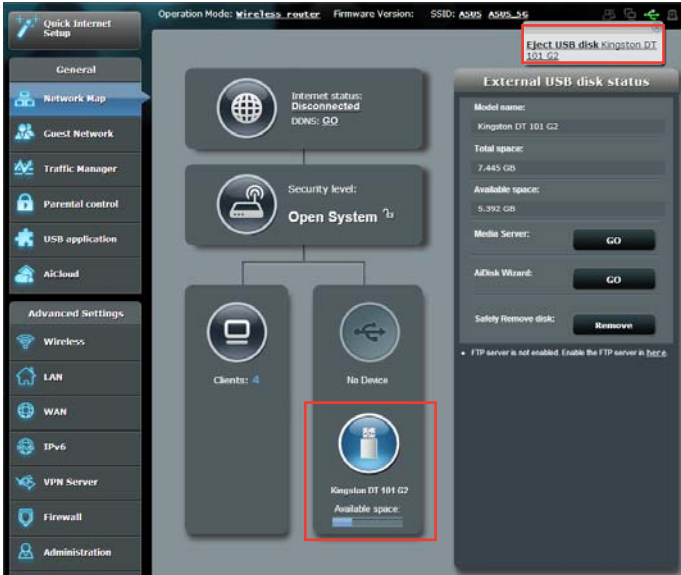 Quick Internet
Setup
Operation Mode: Wireless router Firmware Version: SSID: ASUS ASUS_5G
Eject USB disk Kingston DT
101 G2
General
Network Map
Guest Network
Traffic Manager
Parental control
USB application
AiCloud
Advanced Settings
Wireless
LAN
WAN
IPv6
VPN Server
Firewall
Administration
Internet status:
Disconnected
DDNS: GO
Security level:
Open System
Clients: 4
No Device
Kingston DT 101 G2
Available space:
External USB disk status
Model name:
Kingston DT 101 G2
Total space:
7.445 GB
Available space:
5.392 GB
Media Server:
GO
AiDisk Wizard:
GO
Safely Remove disk:
Remove
FTP server is not enabled. Enable the FTP server in here.